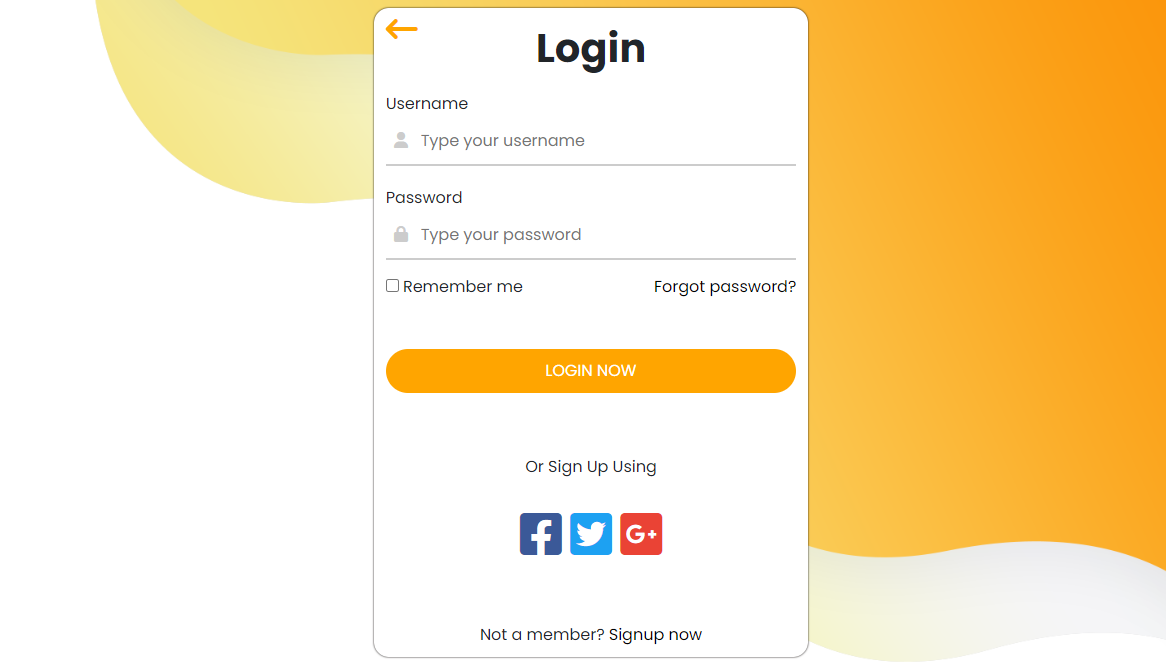 Login
Username
Type your username
Password
Type your password
Remember me Forgot password?
LOGIN NOW
Or Sign Up Using
f G+
Not a member? Signup now